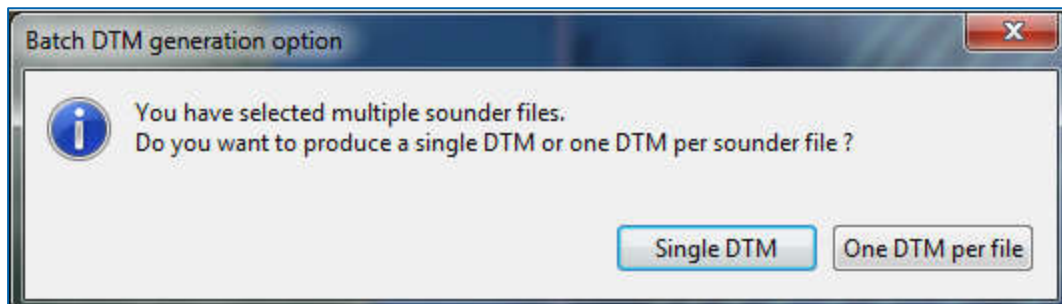 Batch DTM generation option
You have selected multiple sounder files.
Do you want to produce a single DTM or one DTM per sounder file ?
Single DTM
One DTM per file